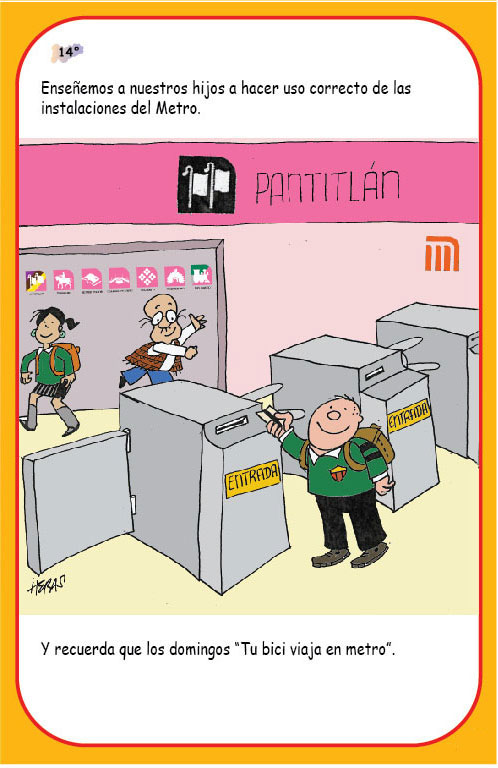 14°
Enseñemos a nuestros hijos a hacer uso correcto de las
instalaciones del Metro.
PANTITLÁN
ENTRADA
ENTRADA
HERAS
Y recuerda que los domingos “Tu bici viaja en metro”.